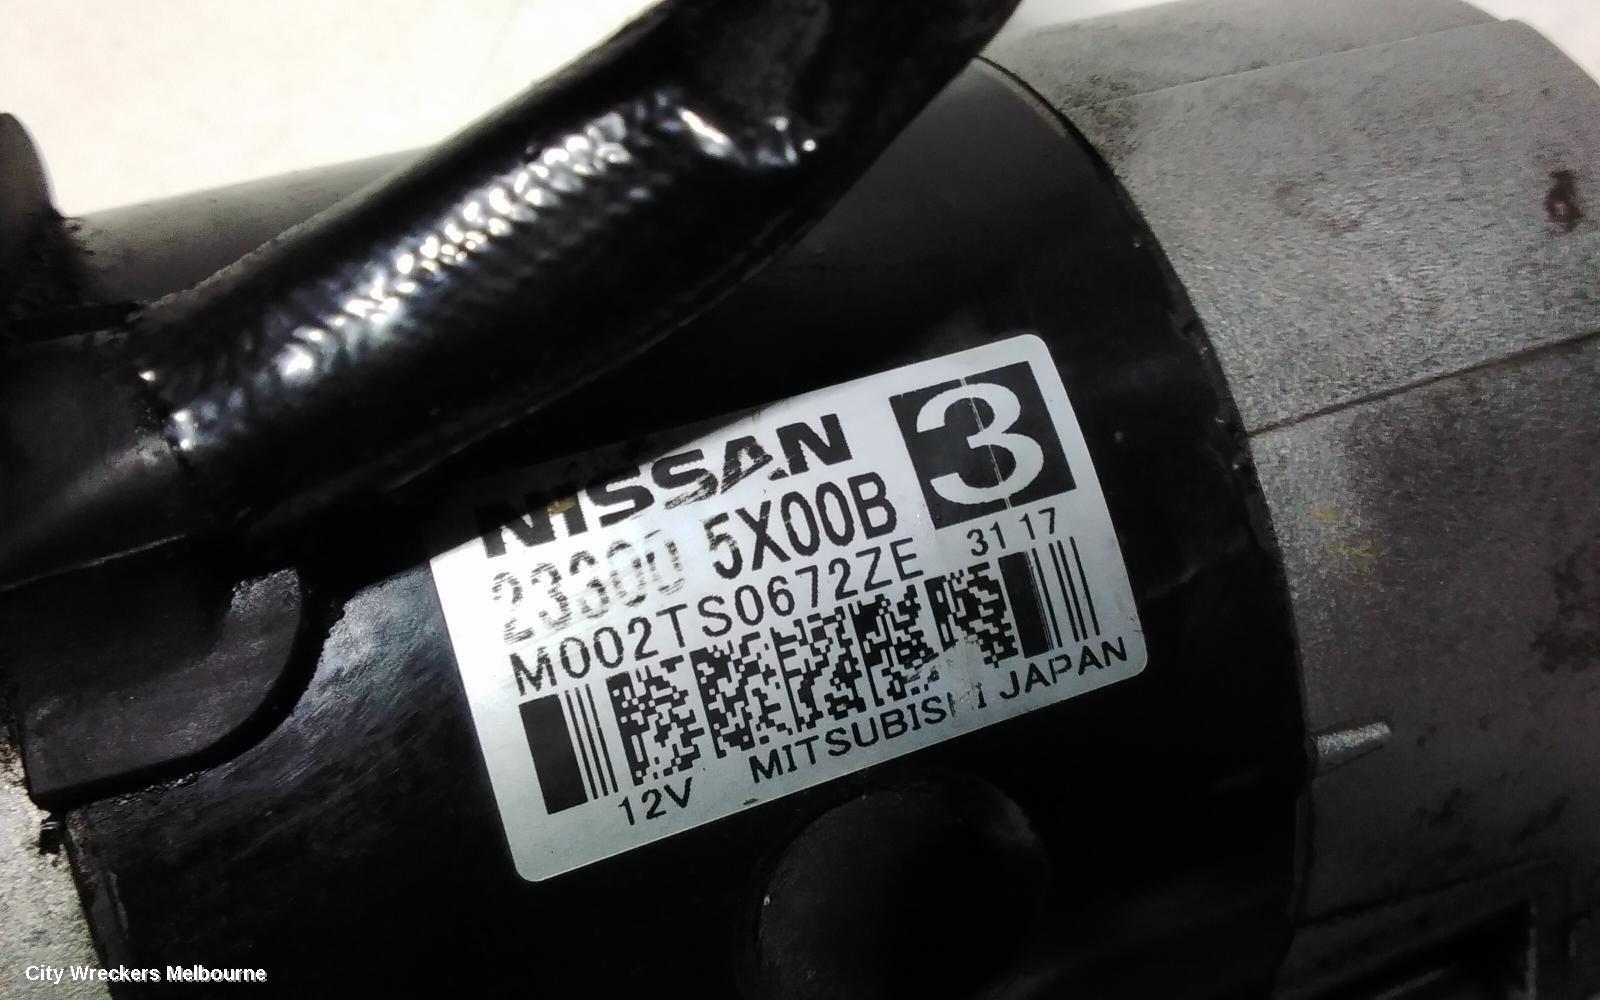 NISSAN
3
23300 5X00B
M002TS0672ZE
31 17
12V
MITSUBISHI JAPAN
City Wreckers Melbourne